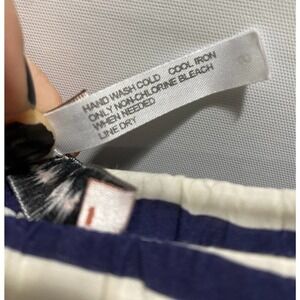 HAND WASH COLD COOL IRON
ONLY NON-CHLORINE BLEACH
WHEN NEEDED
LINE DRY